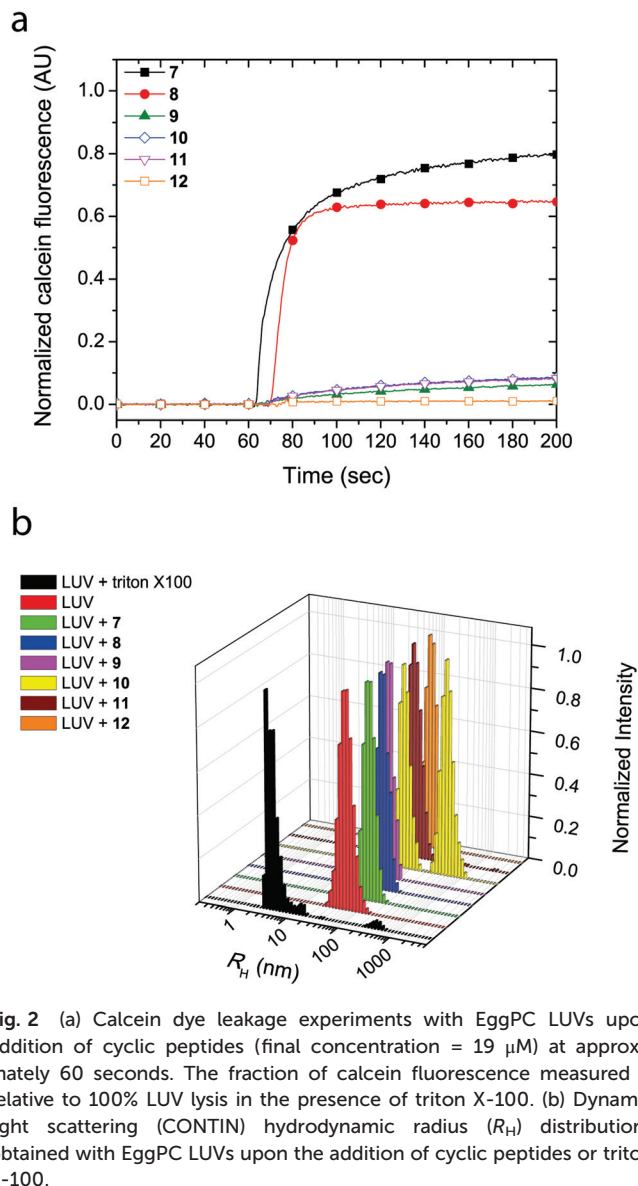 a
Normalized calcein fluorescence (AU)
1.0
0.8
0.6
0.4
0.2
0.0
7
8
9
10
11
12
0 20 40 60 80 100 120 140 160 180 200
Time (sec)
b
LUV + triton X100
LUV
LUV + 7
LUV + 8
LUV + 9
LUV + 10
LUV + 11
LUV + 12
1.0
0.8
0.6
0.4
0.2
0.0
Normalized Intensity
1 10 100 1000
RH (nm)
ig. 2 (a) Calcein dye leakage experiments with EggPC LUVs upo
ddition of cyclic peptides (final concentration = 19 μM) at approx
nately 60 seconds. The fraction of calcein fluorescence measured
elative to 100% LUV lysis in the presence of triton X-100. (b) Dynam
ght scattering (CONTIN) hydrodynamic radius (RH) distribution
btained with EggPC LUVs upon the addition of cyclic peptides or trito
-100.